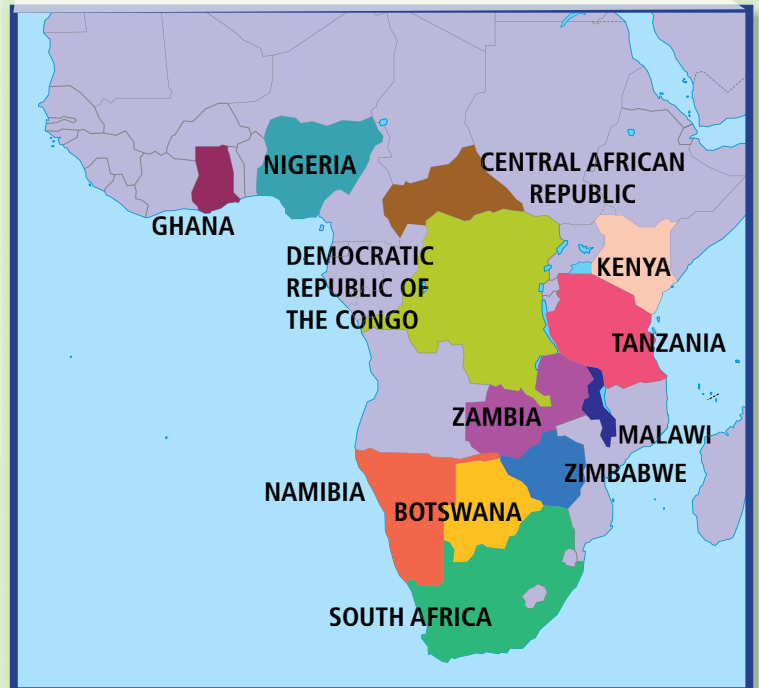 NIGERIA
CENTRAL AFRICAN
REPUBLIC
GHANA
DEMOCRATIC
REPUBLIC OF
THE CONGO
KENYA
TANZANIA
ZAMBIA
MALAWI
ZIMBABWE
NAMIBIA
BOTSWANA
SOUTH AFRICA